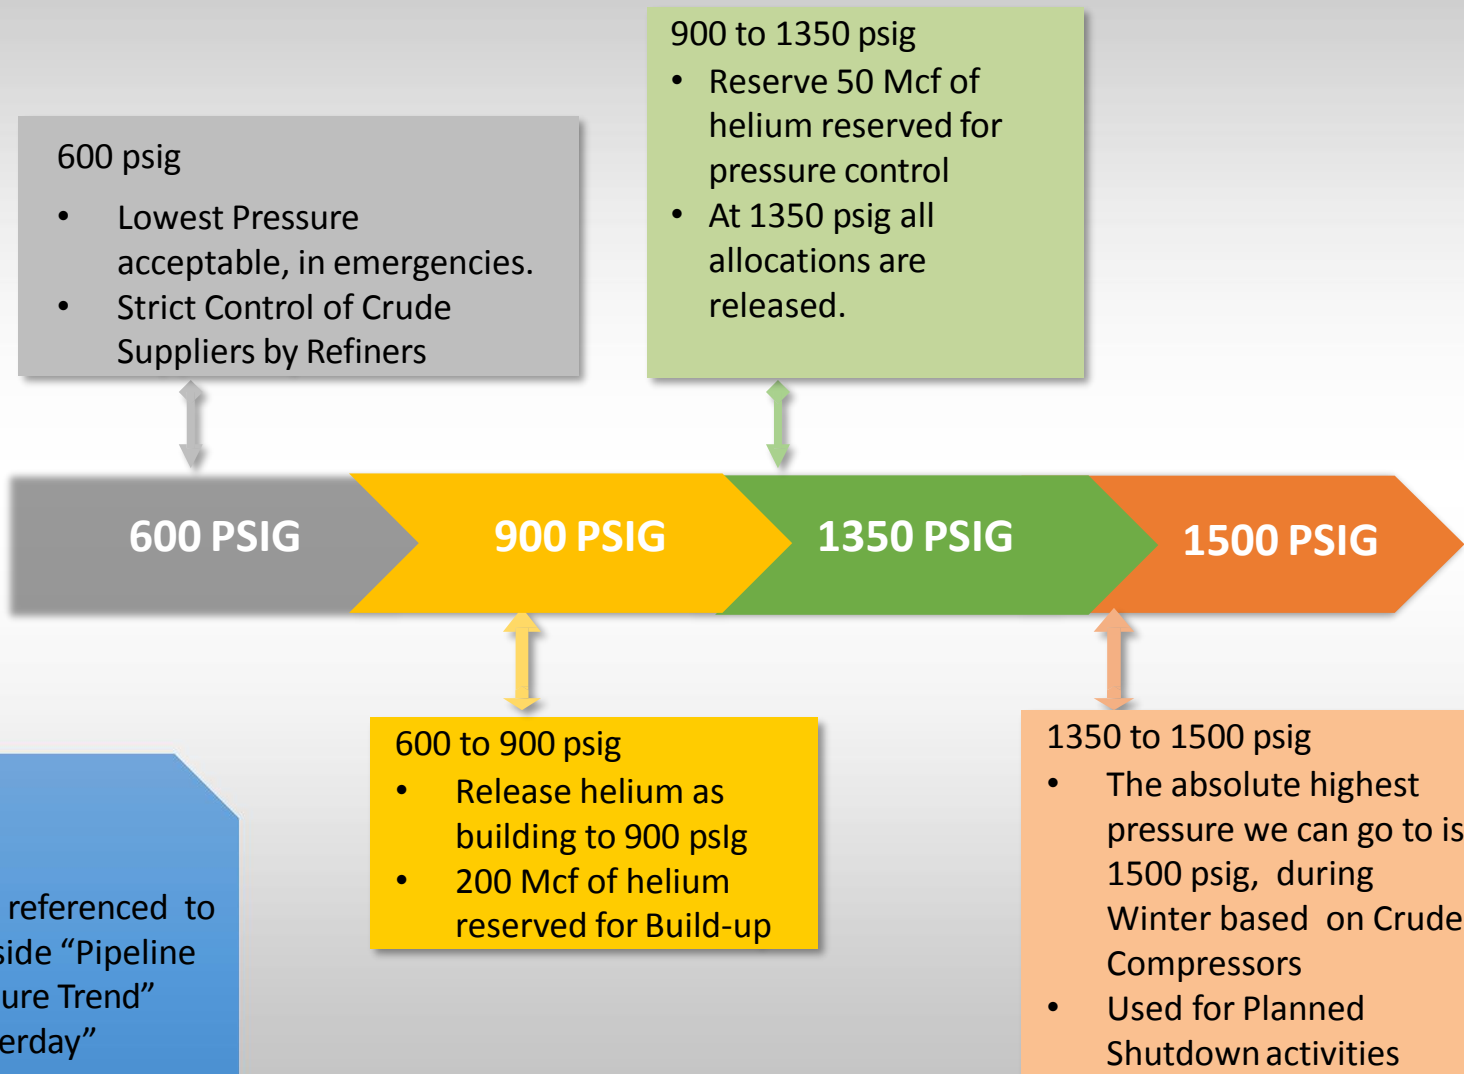 900 to 1350 psig
• Reserve 50 Mcf of
helium reserved for
pressure control
• At 1350 psig all
allocations are
released.
600 psig
• Lowest Pressure
acceptable, in emergencies.
• Strict Control of Crude
Suppliers by Refiners
600 PSIG
900 PSIG
1350 PSIG
1500 PSIG
600 to 900 psig
• Release helium as
building to 900 psIg
• 200 Mcf of helium
reserved for Build-up
1350 to 1500 psig
• The absolute highest
pressure we can go to is
1500 psig, during
Winter based on Crude
Compressors
• Used for Planned
Shutdown activities
referenced to
side “Pipeline
ure Trend”
erday”